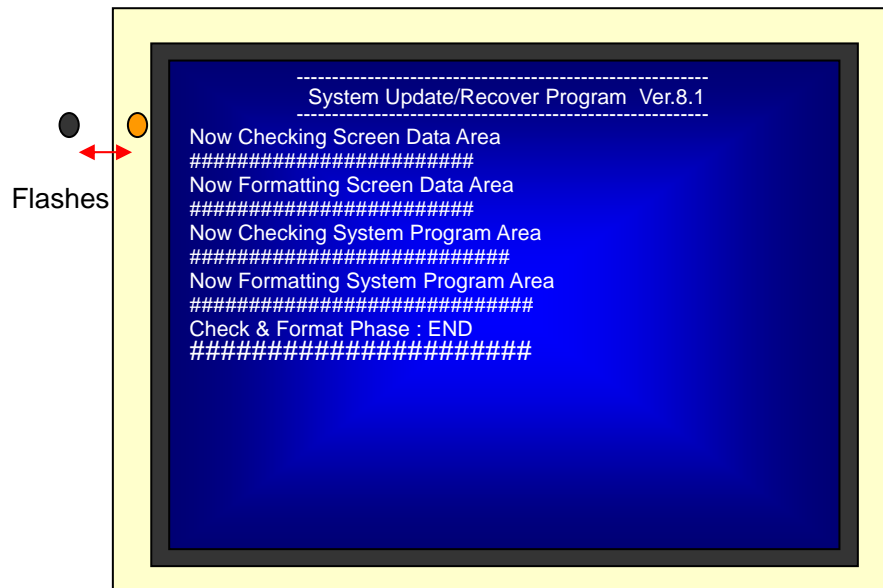 ----------------------------------------------------------
System Update/Recover Program  Ver.8.1
----------------------------------------------------------
Now Checking Screen Data Area
########################
Now Formatting Screen Data Area
########################
Now Checking System Program Area
###########################
Now Formatting System Program Area
#############################
Check & Format Phase : END
######################
Flashes